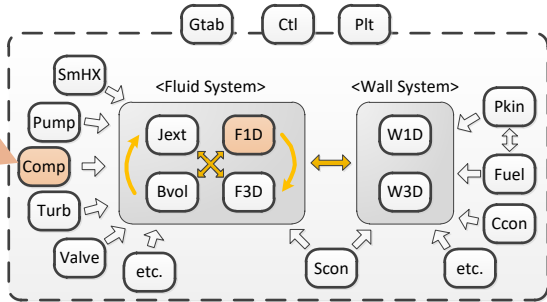 Gtab
Ctl
Plt
SmHX
<Fluid System>
<Wall System>
Pump
Jext
F1D
W1D
Pkin
Comp
Bvol
F3D
W3D
Fuel
Turb
Ccon
Valve
etc.
Scon
etc.